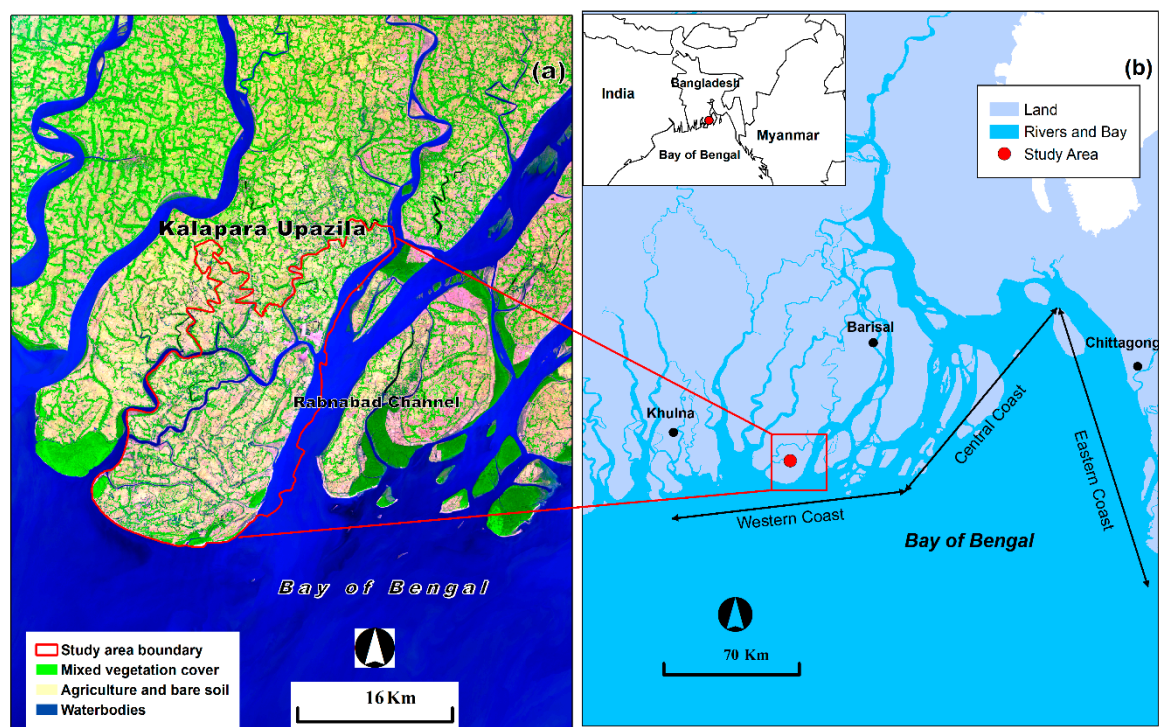 (a)
Kalapara Upazila
Rabnabad Channel
Bay of Bengal
Study area boundary
Mixed vegetation cover
Agriculture and bare soil
Waterbodies
16 Km
(b)
India
Bangladesh
Myanmar
Bay of Bengal
Land
Rivers and Bay
Study Area
Barisal
Chittagong
Khulna
Central Coast
Eastern Coast
Western Coast
Bay of Bengal
70 Km